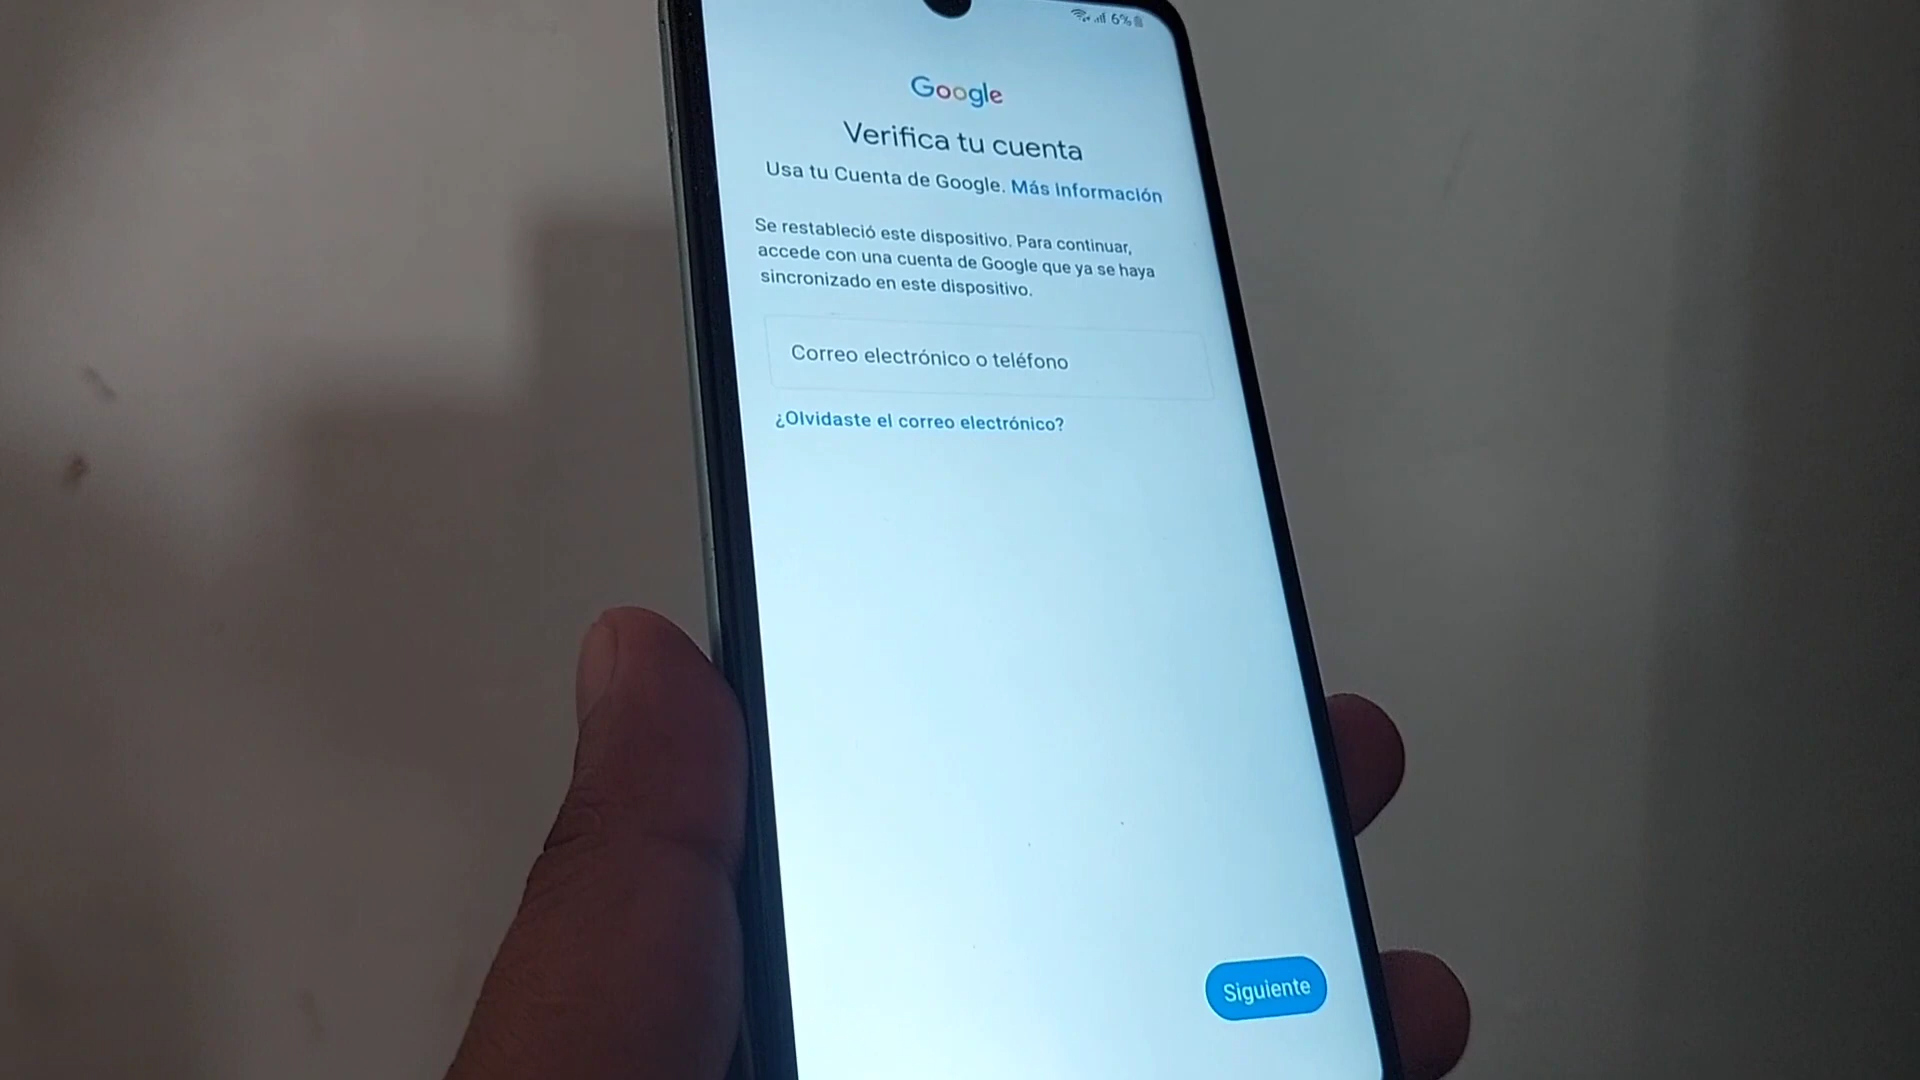 6%
Google
Verifica tu cuenta
Usa tu Cuenta de Google. Más información
Se restableció este dispositivo. Para continuar,
accede con una cuenta de Google que ya se haya
sincronizado en este dispositivo.
Correo electrónico o teléfono
¿Olvidaste el correo electrónico?
Siguiente